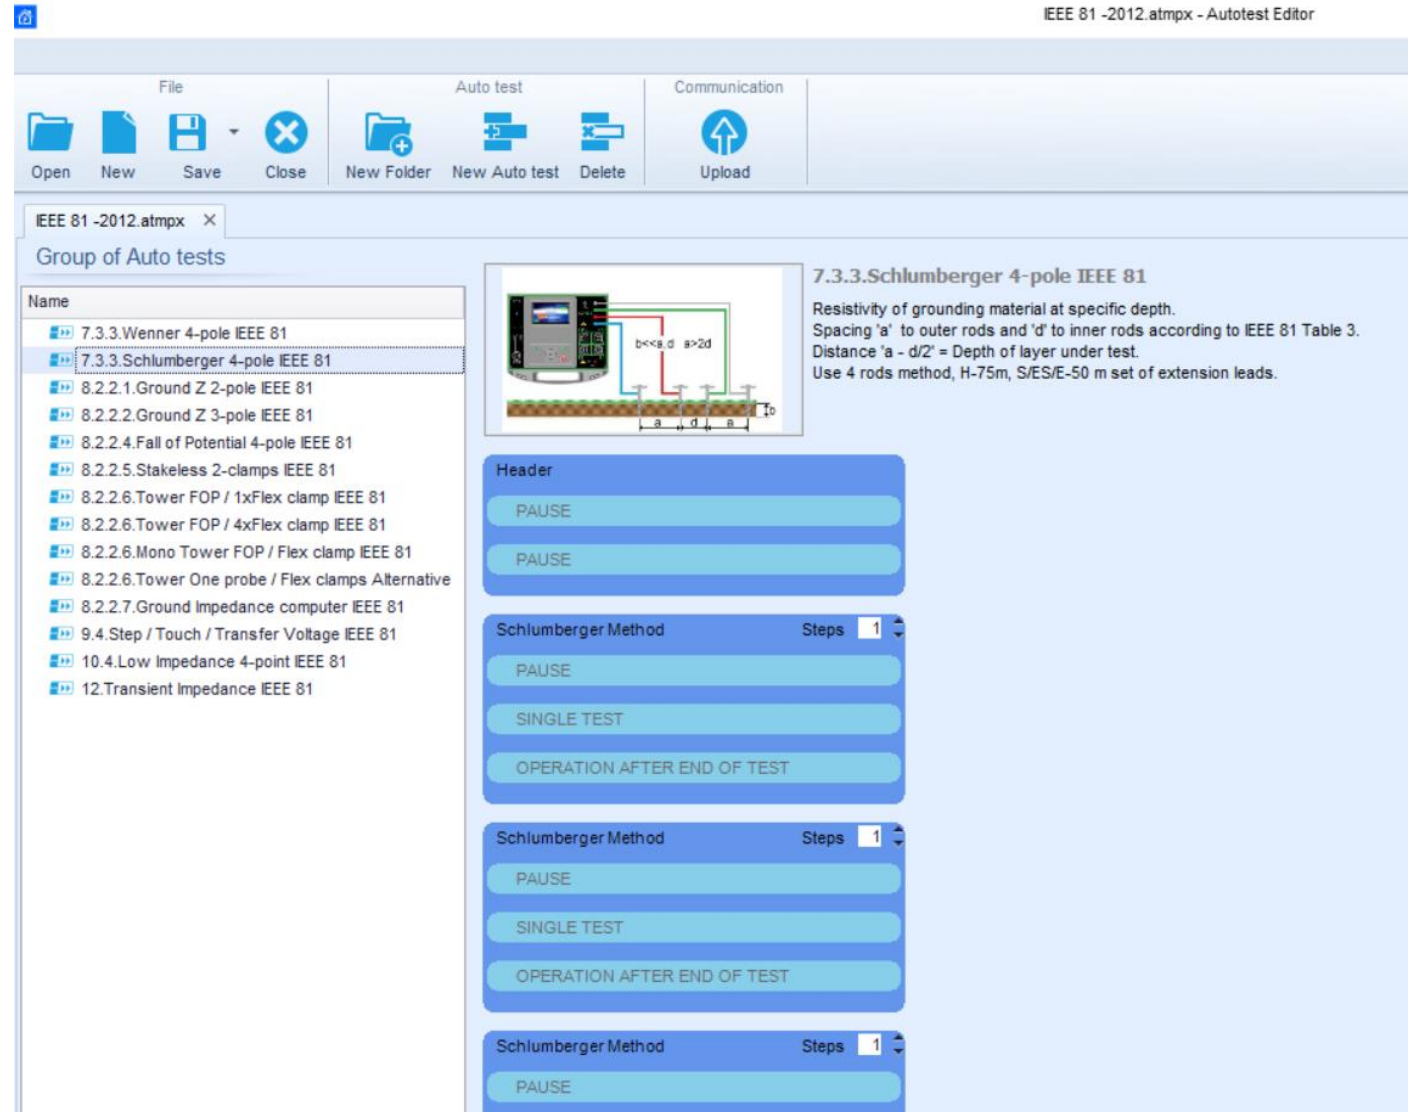 IEEE 81 -2012.atmpx - Autotest Editor
File
Auto test
Communication
Open
New
Save
Close
New Folder
New Auto test
Delete
Upload
IEEE 81 -2012.atmpx
Group of Auto tests
Name
7.3.3.Wenner 4-pole IEEE 81
7.3.3.Schlumberger 4-pole IEEE 81
8.2.2.1.Ground Z 2-pole IEEE 81
8.2.2.2.Ground Z 3-pole IEEE 81
8.2.2.4.Fall of Potential 4-pole IEEE 81
8.2.2.5.Stakeless 2-clamps IEEE 81
8.2.2.6.Tower FOP / 1xFlex clamp IEEE 81
8.2.2.6.Tower FOP / 4xFlex clamp IEEE 81
8.2.2.6.Mono Tower FOP / Flex clamp IEEE 81
8.2.2.6.Tower One probe / Flex clamps Alternative
8.2.2.7.Ground Impedance computer IEEE 81
9.4.Step / Touch / Transfer Voltage IEEE 81
10.4.Low Impedance 4-point IEEE 81
12.Transient Impedance IEEE 81
b<<a,d a>2d
b
a d a
7.3.3.Schlumberger 4-pole IEEE 81
Resistivity of grounding material at specific depth.
Spacing 'a' to outer rods and 'd' to inner rods according to IEEE 81 Table 3.
Distance 'a - d/2' = Depth of layer under test.
Use 4 rods method, H-75m, S/ES/E-50 m set of extension leads.
Header
PAUSE
PAUSE
Schlumberger Method Steps 1
PAUSE
SINGLE TEST
OPERATION AFTER END OF TEST
Schlumberger Method Steps 1
PAUSE
SINGLE TEST
OPERATION AFTER END OF TEST
Schlumberger Method Steps 1
PAUSE